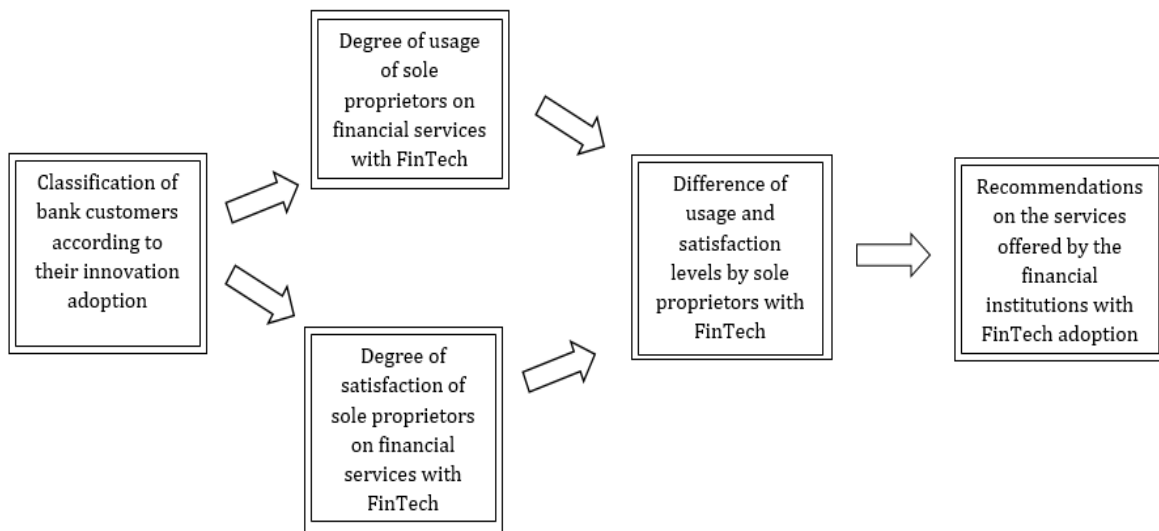 Classification of
bank customers
according to
their innovation
adoption
Degree of usage
of sole
proprietors on
financial services
with FinTech
Degree of
satisfaction of
sole proprietors
on financial
services with
FinTech
Difference of
usage and
satisfaction
levels by sole
proprietors with
FinTech
Recommendations
on the services
offered by the
financial
institutions with
FinTech adoption